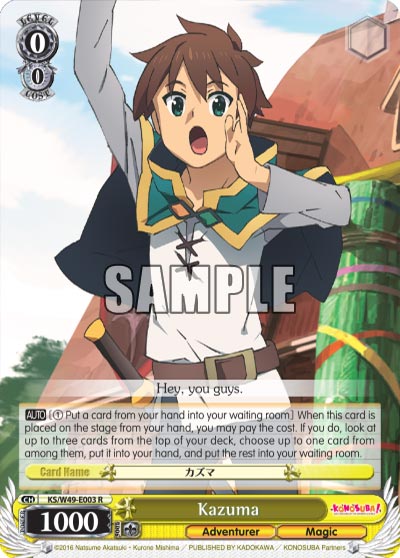 LEVEL
0
0
COST
SAMPLE
Hey, you guys.
AUTO [① Put a card from your hand into your waiting room] When this card is
placed on the stage from your hand, you may pay the cost. If you do, look at
up to three cards from the top of your deck, choose up to one card from
among them, put it into your hand, and put the rest into your waiting room.
Card Name カズマ
CH KS/W49-E003 R
POWER 1000 Kazuma KONOSUBA!
Adventurer Magic
©2016 Natsume Akatsuki・Kurone Mishima / PUBLISHED BY KADOKAWA / KONOSUBA Partners